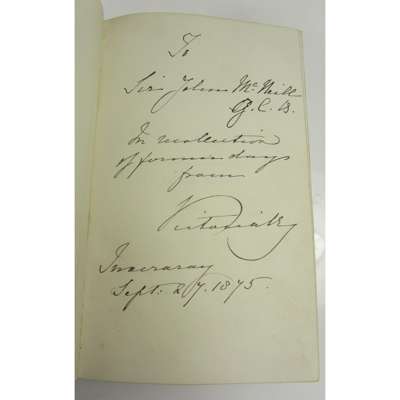 To
Sir John McNeill
G.C.B.
In recollection
of former days
from
Victoria R
Inveraray
Sept: 27. 1875.